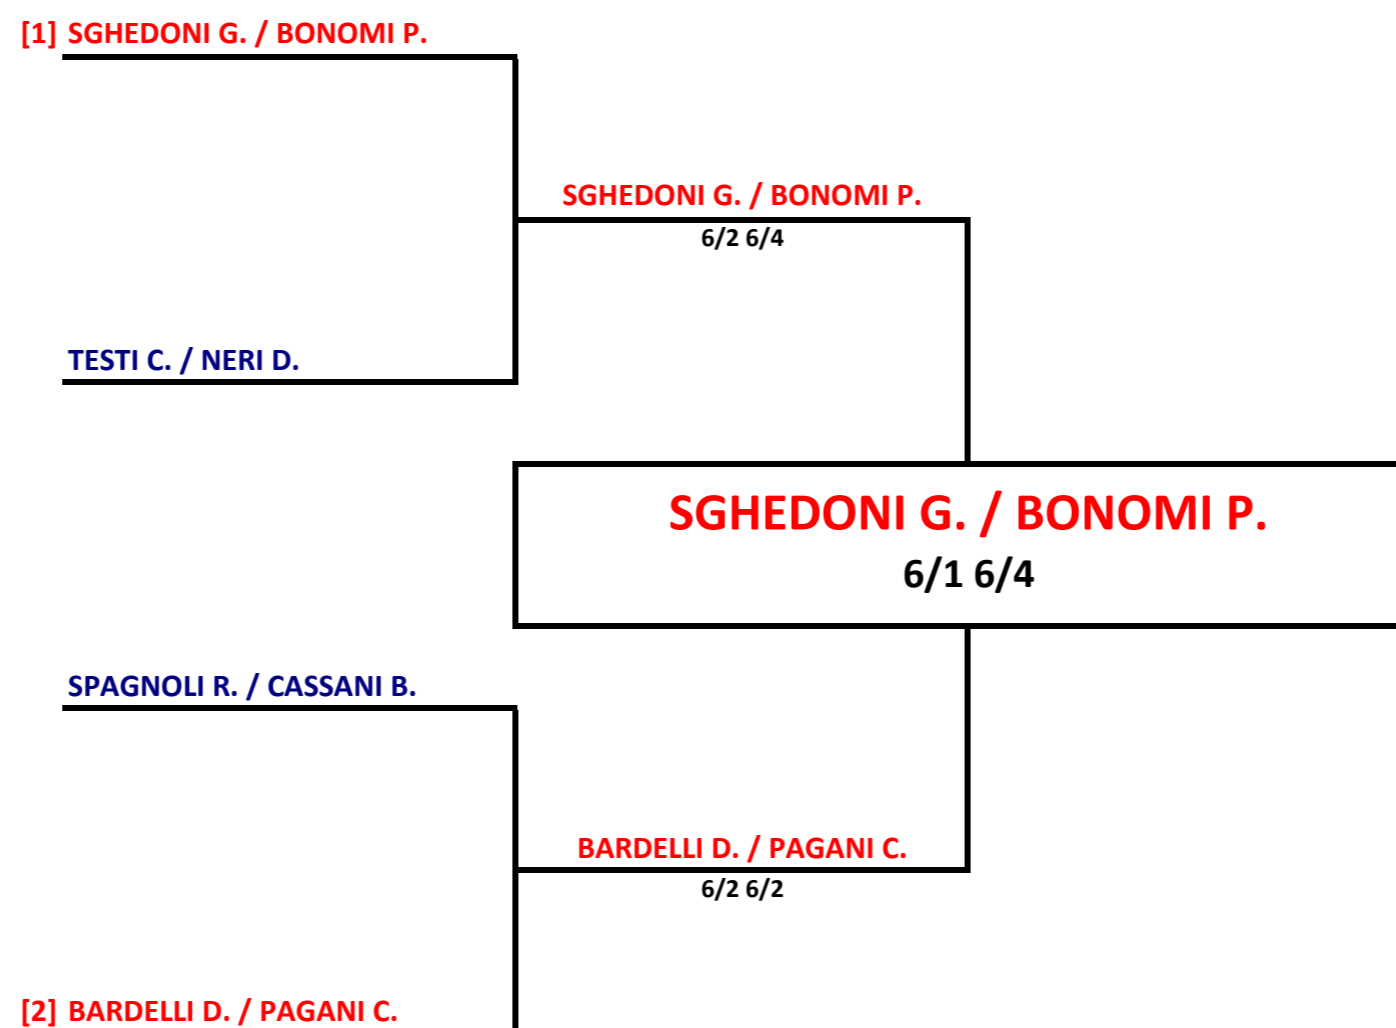 [1] SGHEDONI G. / BONOMI P.
SGHEDONI G. / BONOMI P.
6/2 6/4
TESTI C. / NERI D.
SGHEDONI G. / BONOMI P.
6/1 6/4
SPAGNOLI R. / CASSANI B.
BARDELLI D. / PAGANI C.
6/2 6/2
[2] BARDELLI D. / PAGANI C.